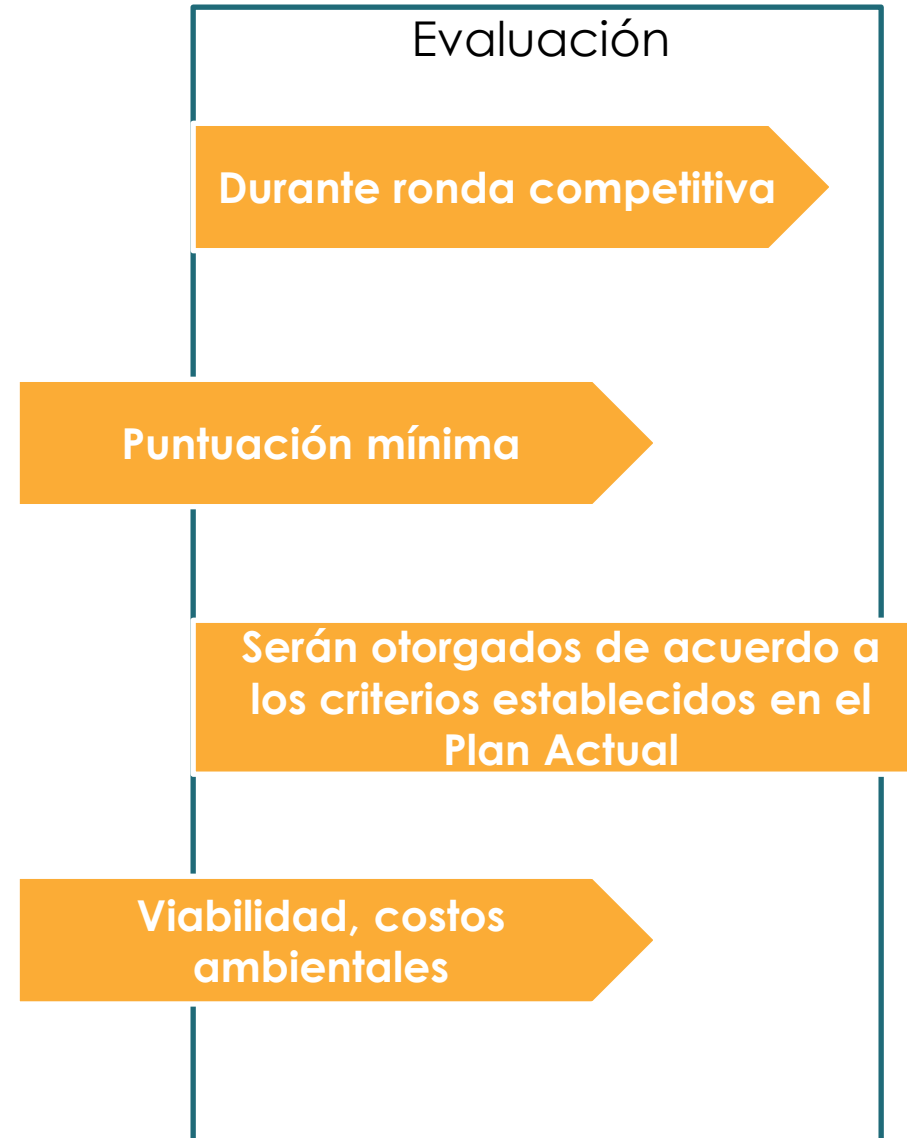 Evaluación
Durante ronda competitiva
Puntuación mínima
Serán otorgados de acuerdo a
los criterios establecidos en el
Plan Actual
Viabilidad, costos
ambientales